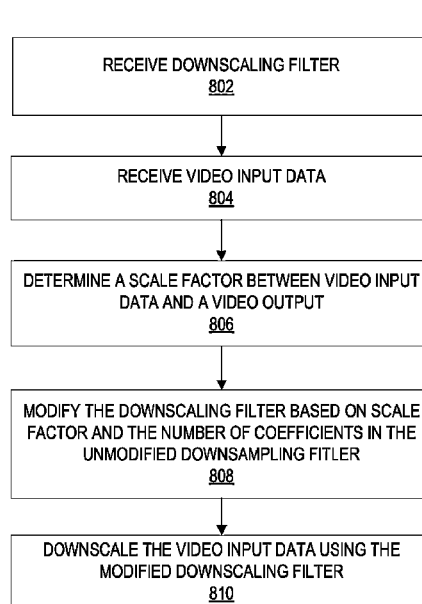 RECEIVE DOWNSCALING FILTER
802
RECEIVE VIDEO INPUT DATA
804
DETERMINE A SCALE FACTOR BETWEEN VIDEO INPUT
DATA AND A VIDEO OUTPUT
806
MODIFY THE DOWNSCALING FILTER BASED ON SCALE
FACTOR AND THE NUMBER OF COEFFICIENTS IN THE
UNMODIFIED DOWNSAMPLING FITLER
808
DOWNSCALE THE VIDEO INPUT DATA USING THE
MODIFIED DOWNSCALING FILTER
810